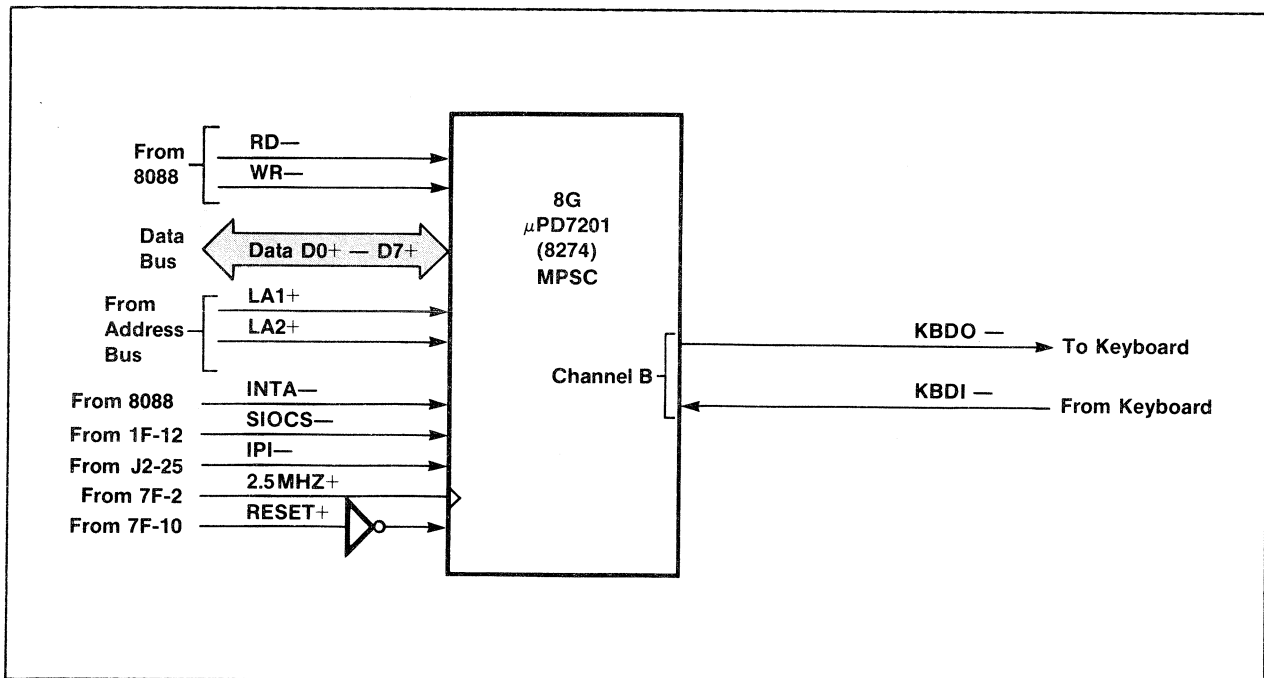 From
8088
RD—
WR—
Data
Bus
Data D0+ — D7+
From
Address
Bus
LA1+
LA2+
From 8088
INTA—
From 1F-12
SIOCS—
From J2-25
IPI—
From 7F-2
2.5MHZ+
From 7F-10
RESET+
8G
μPD7201
(8274)
MPSC
Channel B
KBDO —
To Keyboard
KBDI —
From Keyboard